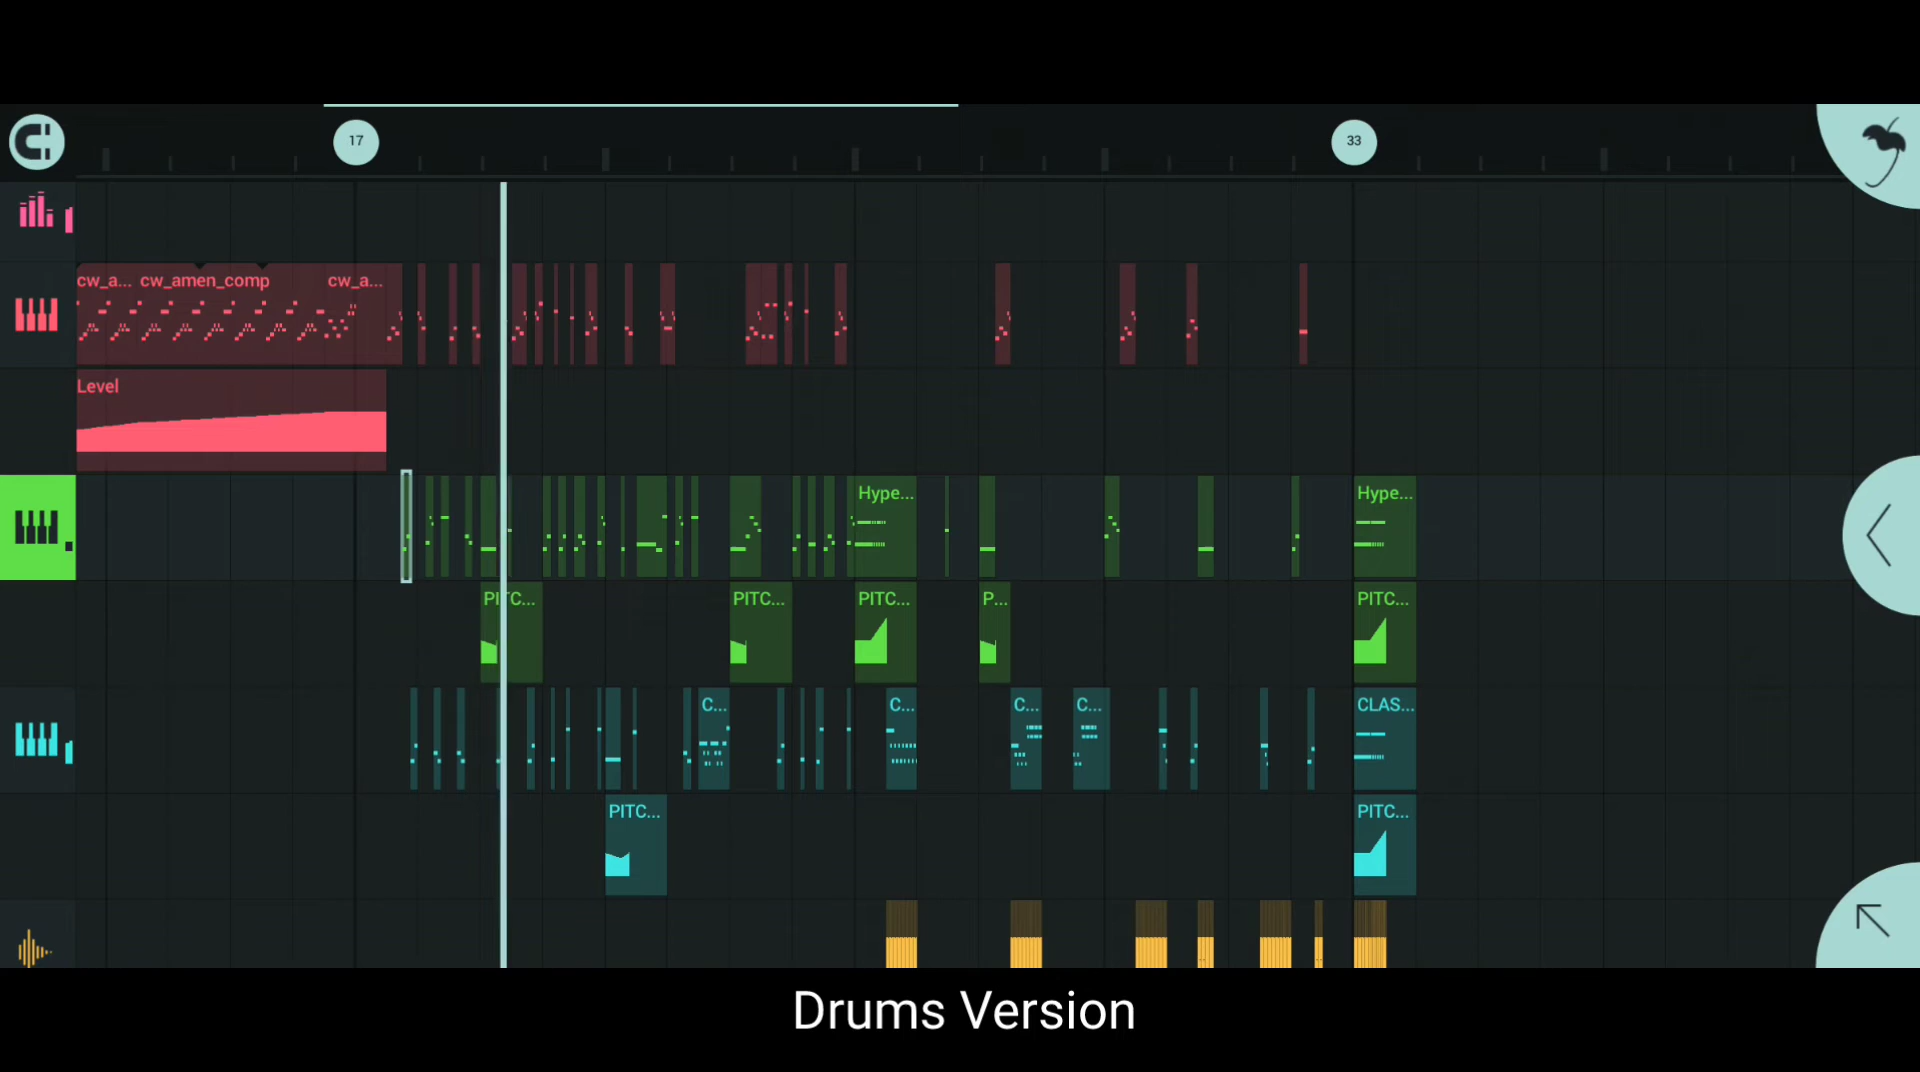 17
33
cw_a... cw_amen_comp cw_a...
Level
Hype... Hype...
PITC... PITC... PITC... P... PITC...
C... C... C... C... CLAS...
PITC... PITC...
Drums Version